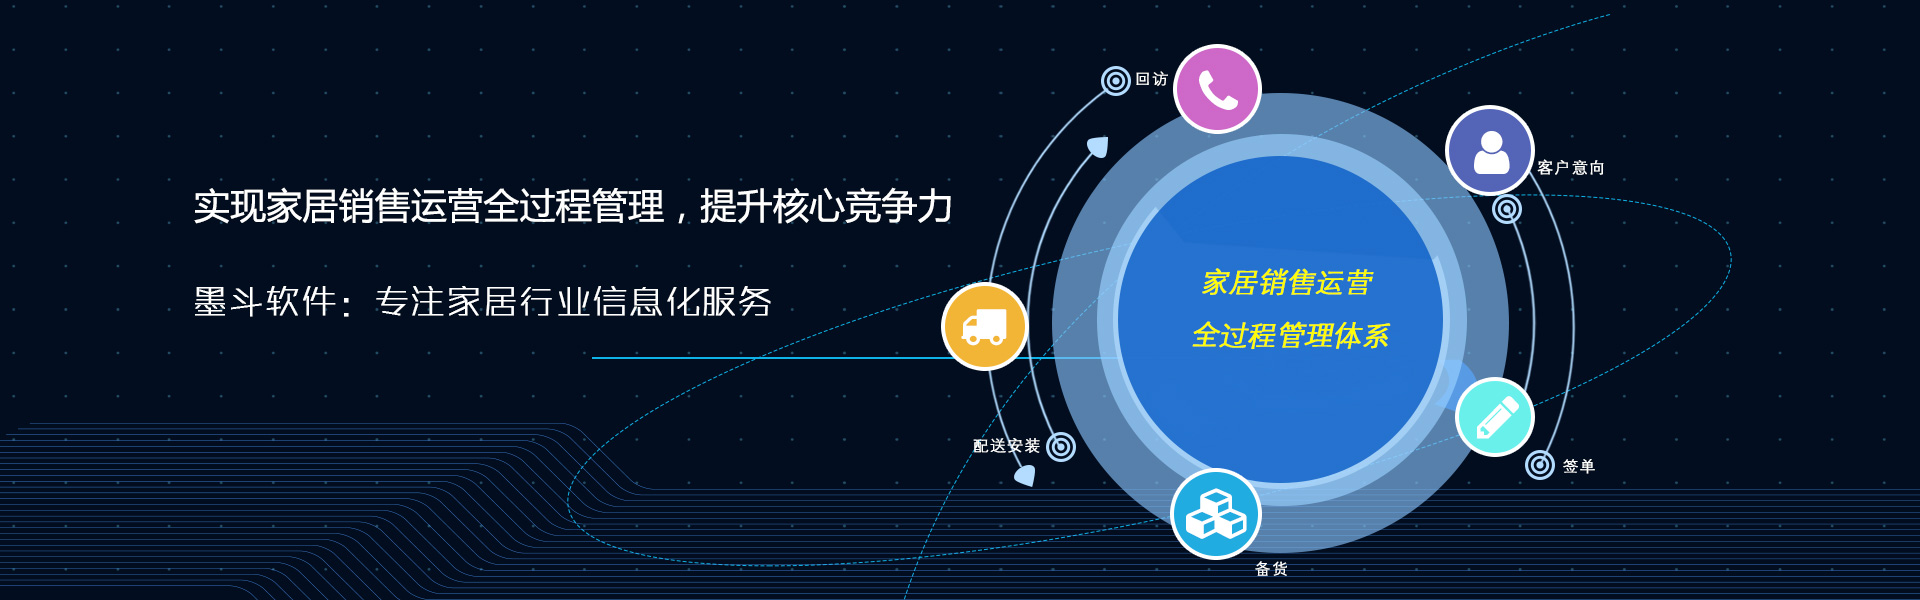 实现家居销售运营全过程管理，提升核心竞争力
墨斗软件：专注家居行业信息化服务
回访
客户意向
家居销售运营
全过程管理体系
配送安装
签单
备货